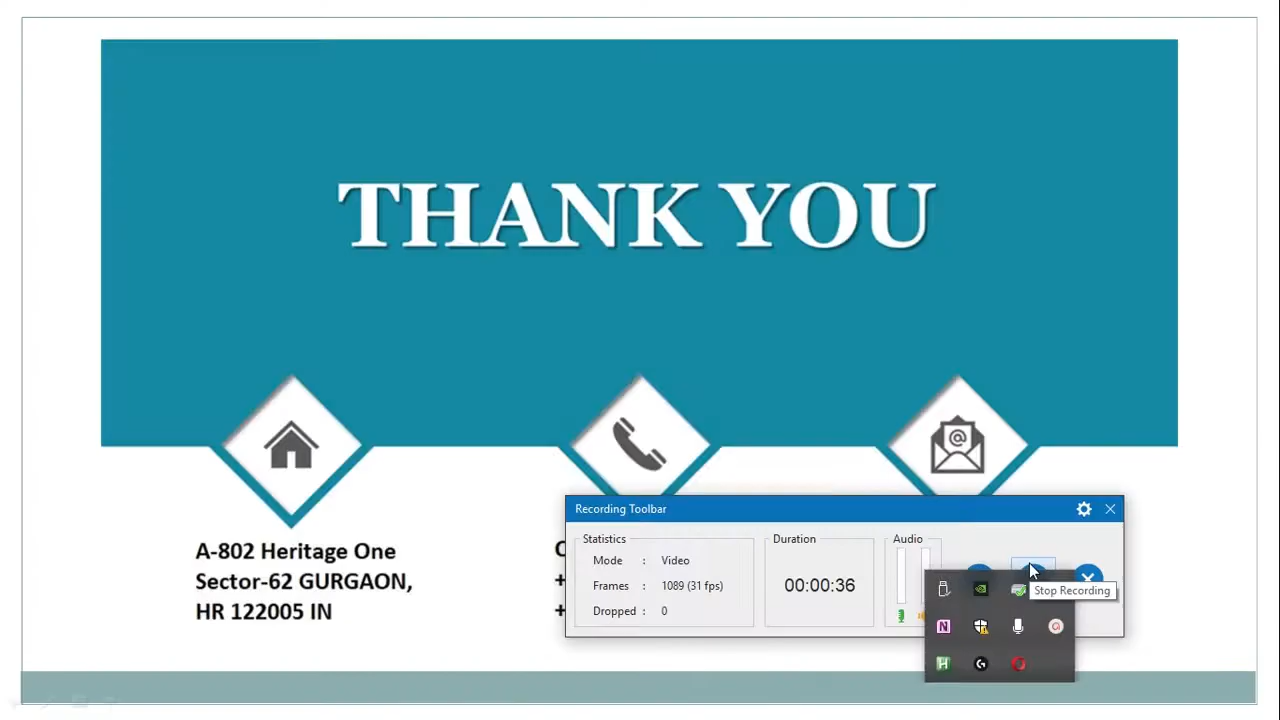 THANK YOU
A-802 Heritage One
Sector-62 GURGAON,
HR 122005 IN
+
+
Recording Toolbar
Statistics
Mode : Video
Frames : 1089 (31 fps)
Dropped : 0
Duration
00:00:36
Audio
Stop Recording